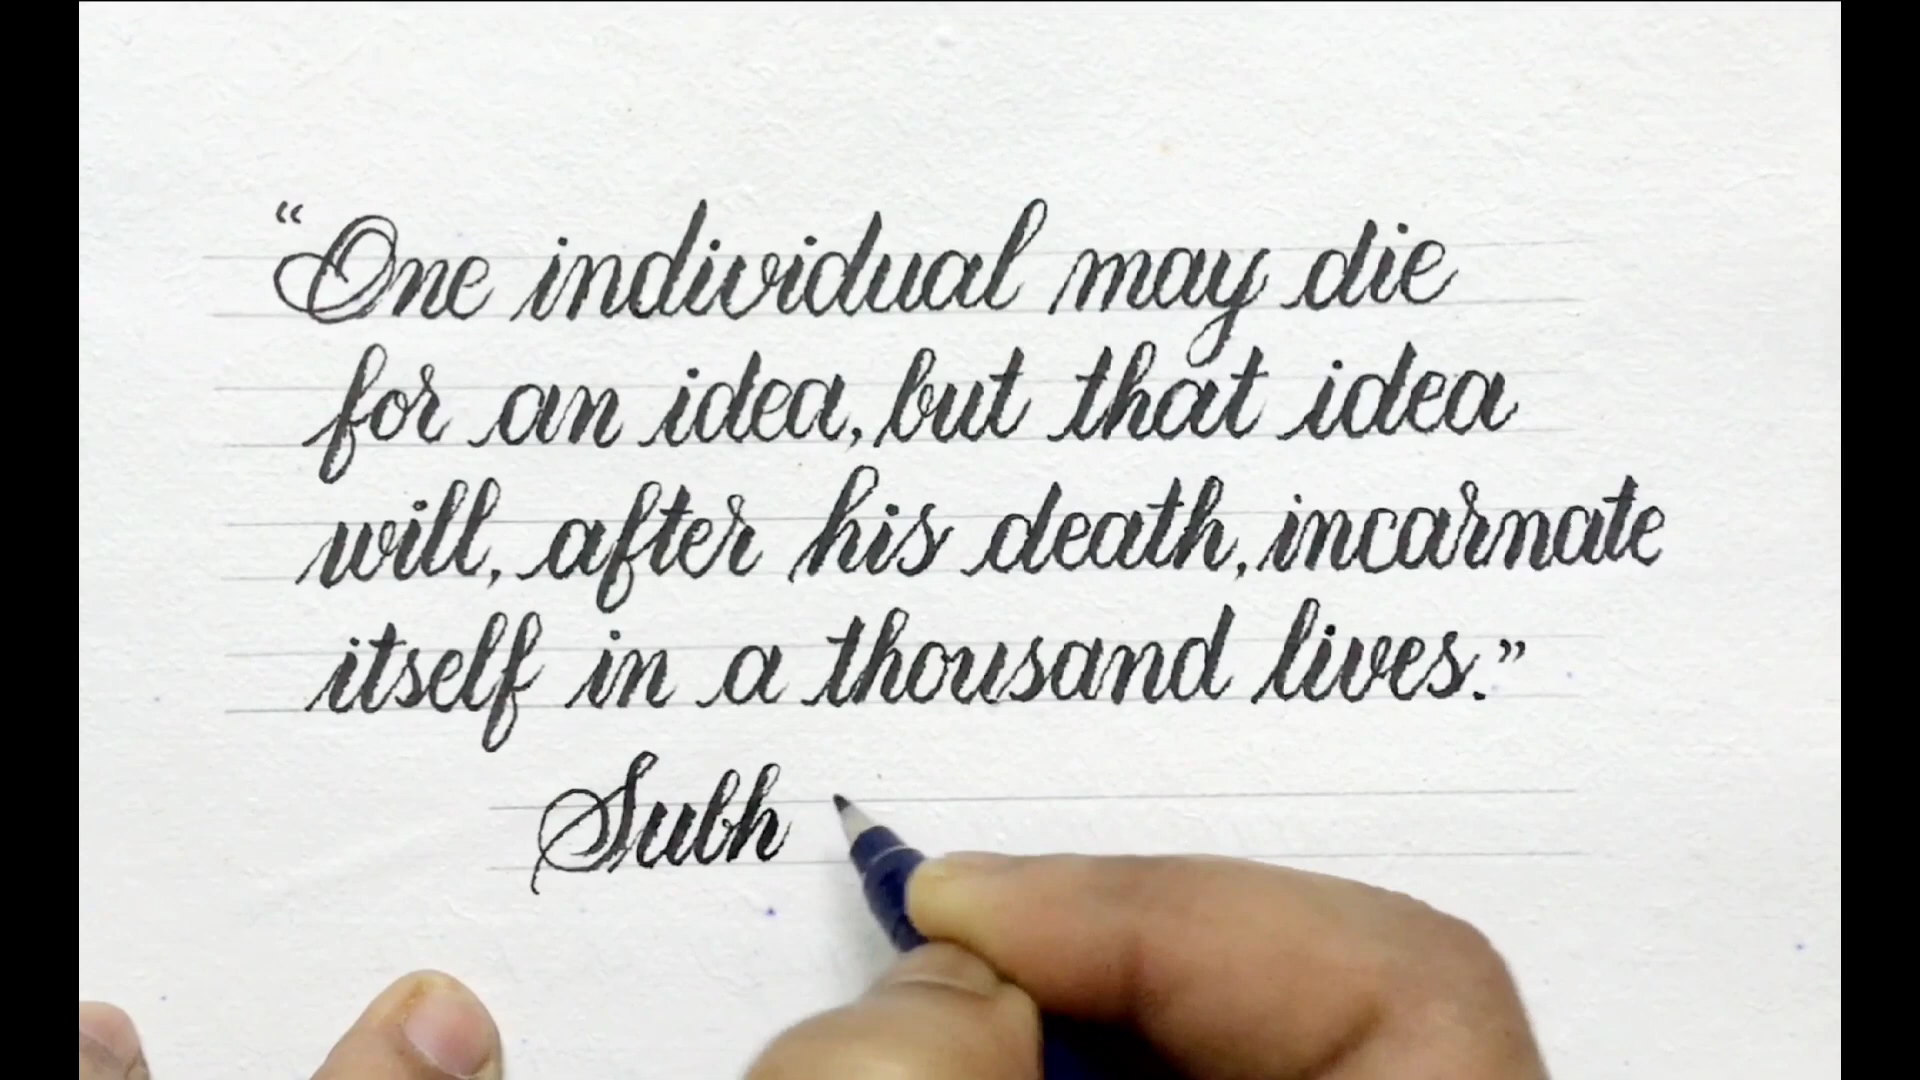 “One individual may die
for an idea, but that idea
will, after his death, incarnate
itself in a thousand lives.”
Subh